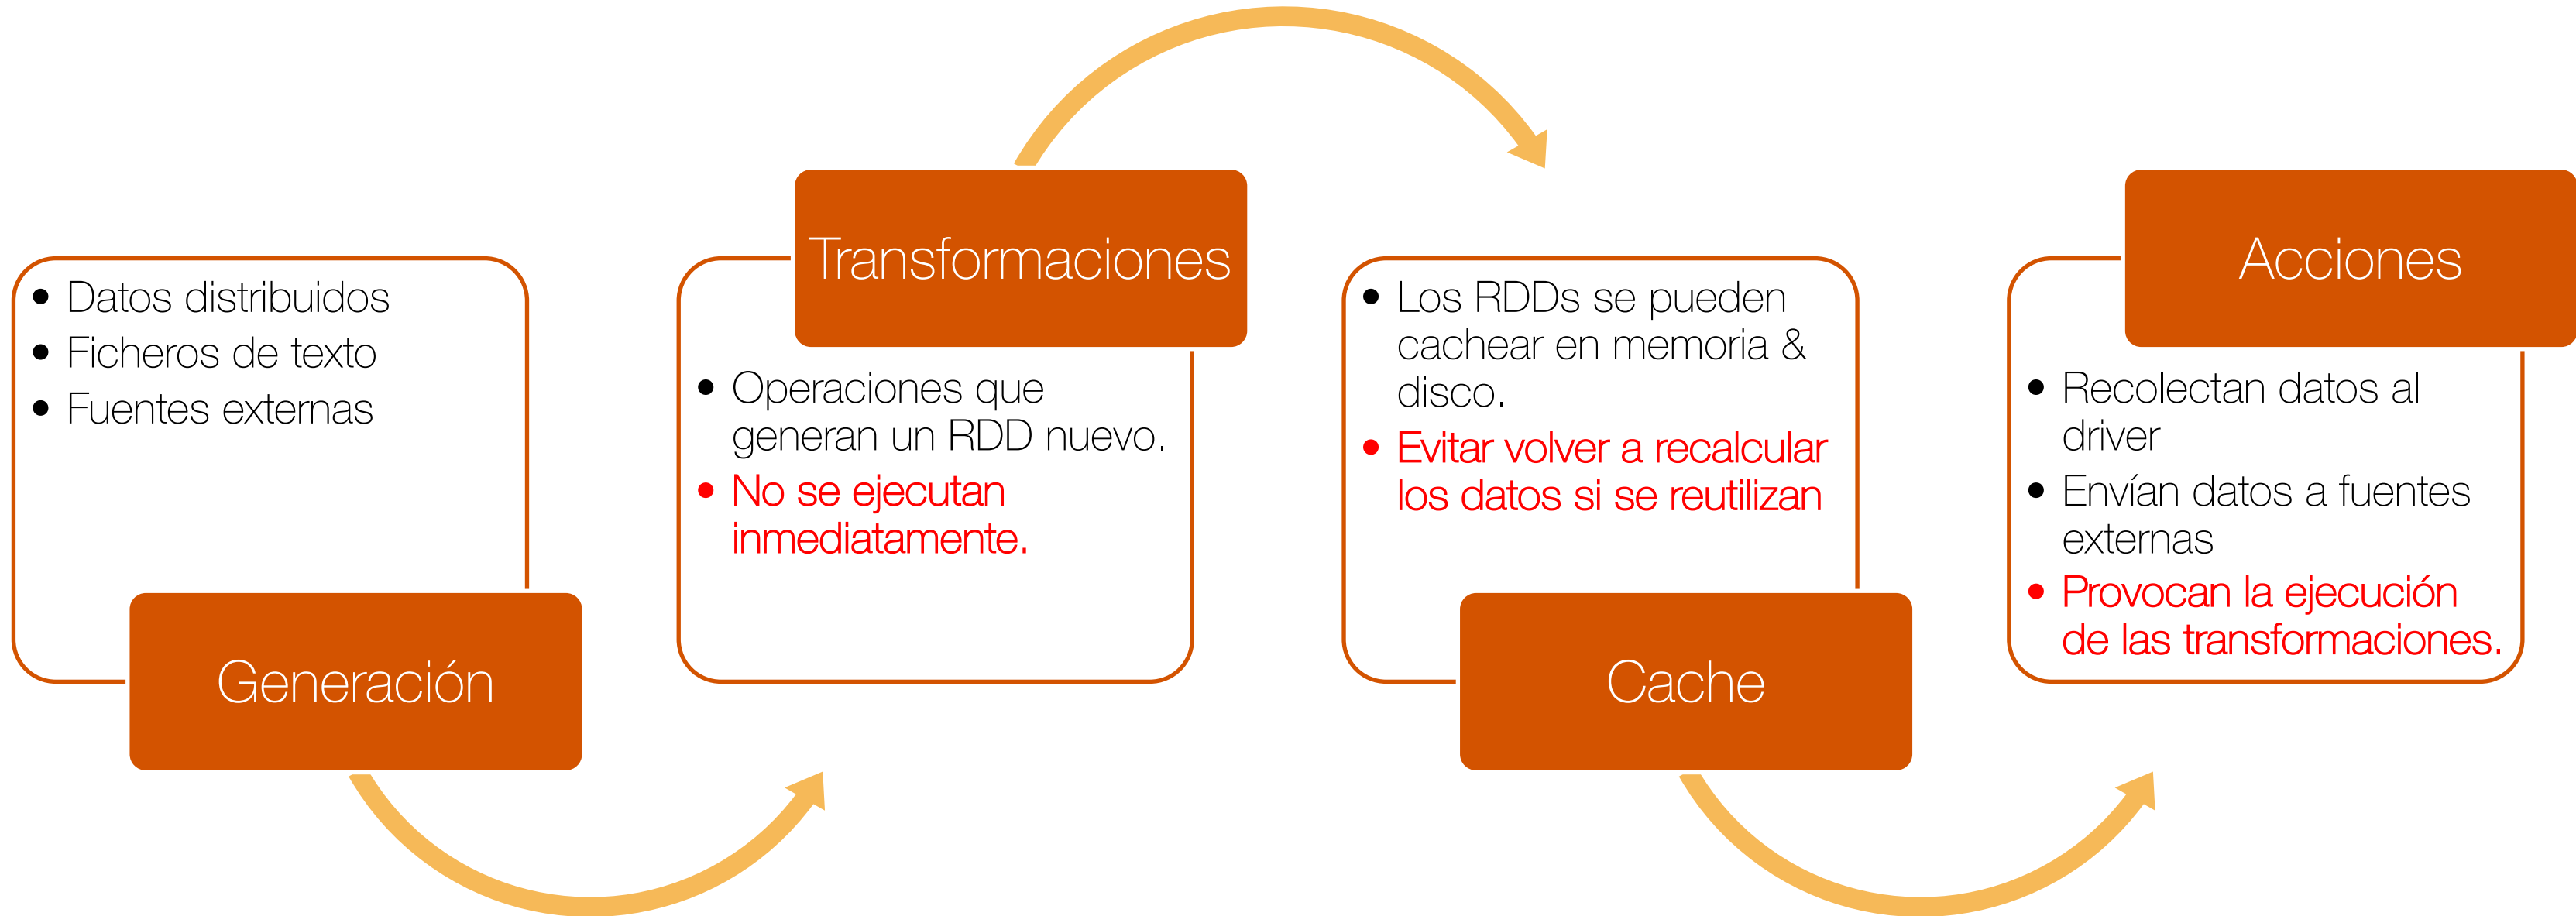 • Datos distribuidos
• Ficheros de texto
• Fuentes externas
Generación
Transformaciones
• Operaciones que
generan un RDD nuevo.
• No se ejecutan
inmediatamente.
• Los RDDs se pueden
cachear en memoria &
disco.
• Evitar volver a recalcular
los datos si se reutilizan
Cache
Acciones
• Recolectan datos al
driver
• Envían datos a fuentes
externas
• Provocan la ejecución
de las transformaciones.